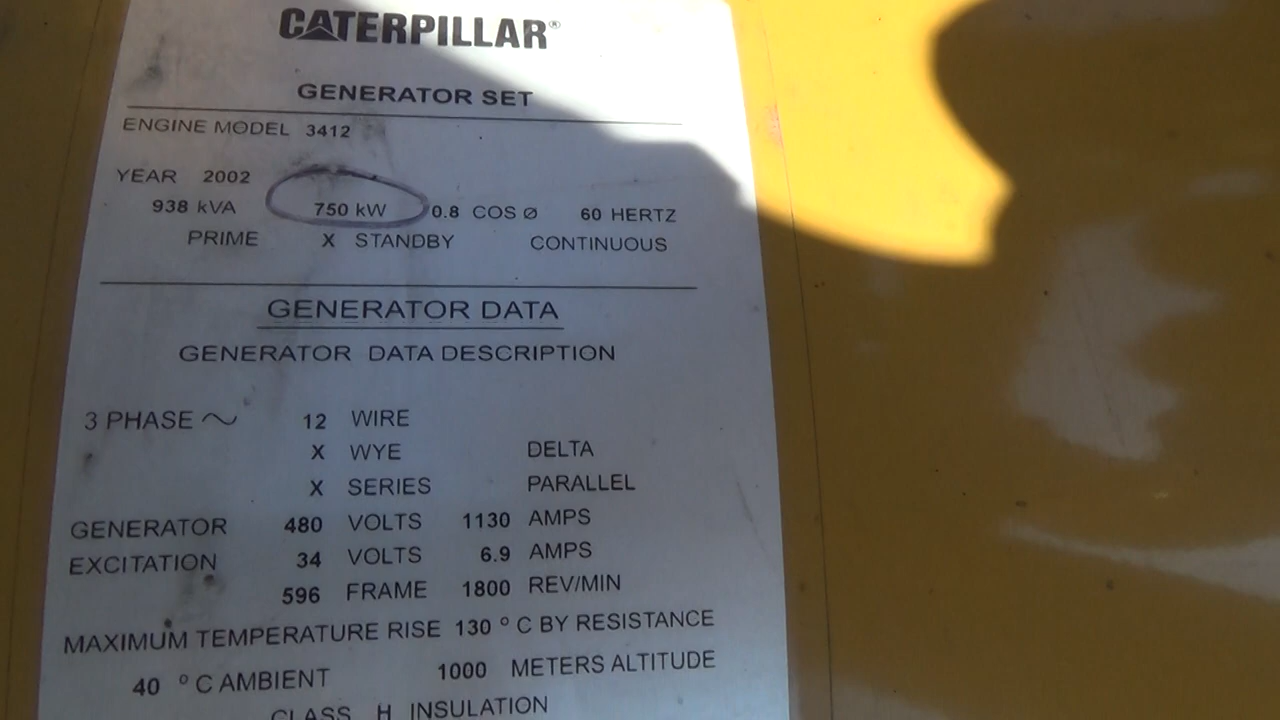 CATERPILLAR®
GENERATOR SET
ENGINE MODEL 3412
YEAR 2002
938 kVA 750 kW 0.8 COS Ø 60 HERTZ
PRIME X STANDBY CONTINUOUS
GENERATOR DATA
GENERATOR DATA DESCRIPTION
3 PHASE ~ 12 WIRE
X WYE DELTA
X SERIES PARALLEL
GENERATOR 480 VOLTS 1130 AMPS
EXCITATION 34 VOLTS 6.9 AMPS
596 FRAME 1800 REV/MIN
MAXIMUM TEMPERATURE RISE 130 °C BY RESISTANCE
40 °C AMBIENT 1000 METERS ALTITUDE
CLASS H INSULATION